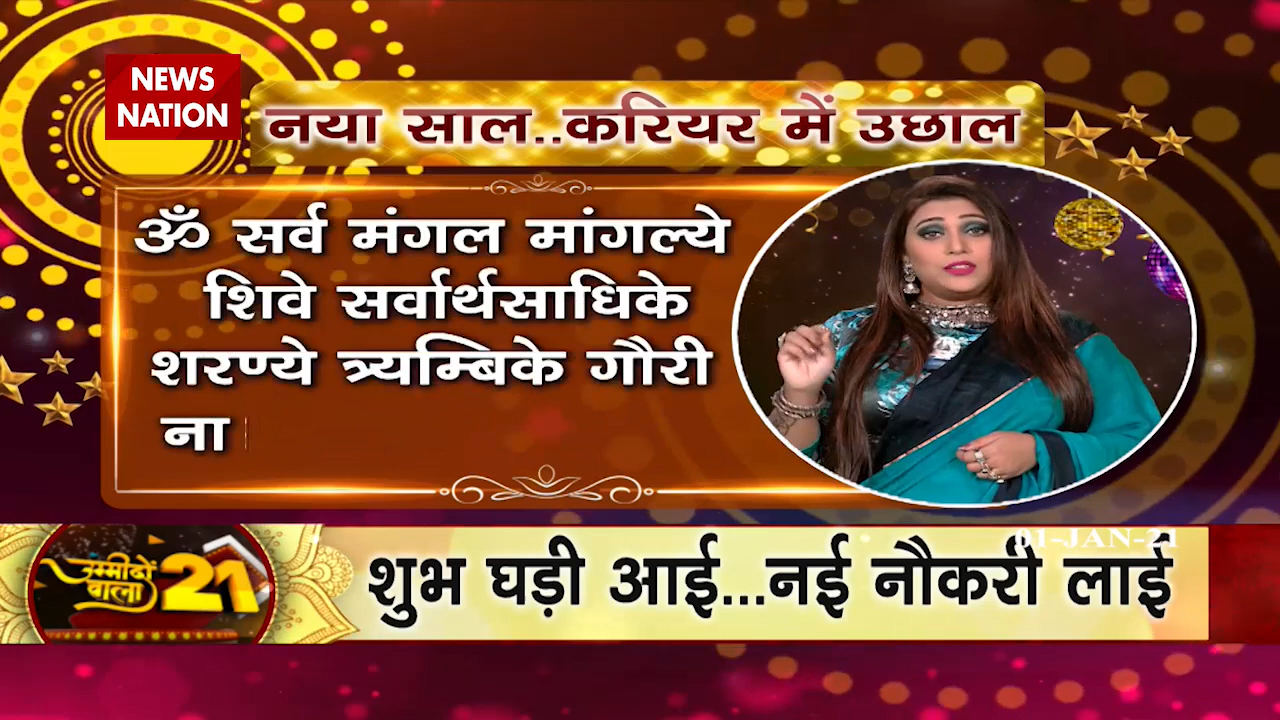 NEWS
NATION
नया साल..करियर में उछाल
ॐ सर्व मंगल मांगल्ये
शिवे सर्वार्थसाधिके
शरण्ये त्र्यम्बिके गौरी
ना
01-JAN-21
उम्मीदों
वाला 21
शुभ घड़ी आई...नई नौकरी लाई